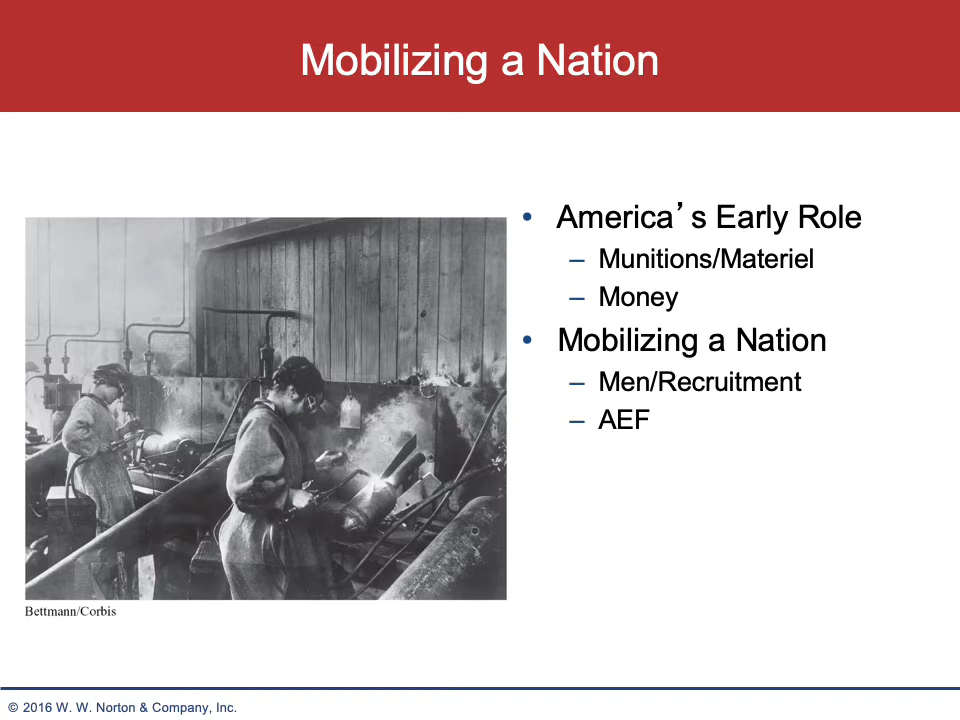 Mobilizing a Nation
• America’s Early Role
– Munitions/Materiel
– Money
• Mobilizing a Nation
– Men/Recruitment
– AEF
Bettmann/Corbis
© 2016 W. W. Norton & Company, Inc.